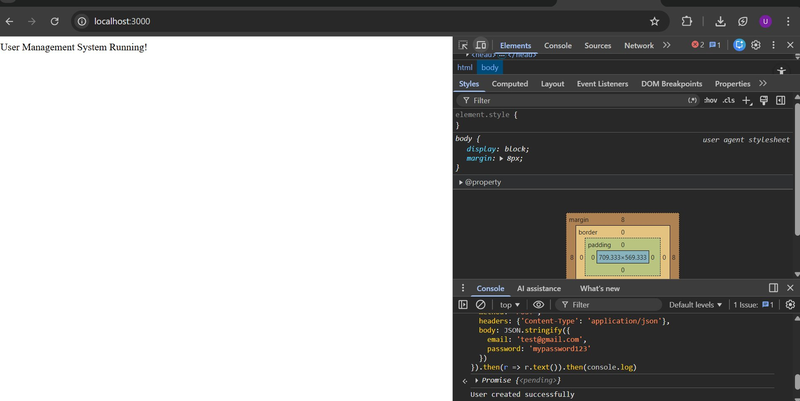 localhost:3000
U
User Management System Running!
Elements Console Sources Network 2 1
<head>… </head>
html body
Styles Computed Layout Event Listeners DOM Breakpoints Properties
Filter (.*) :hov .cls
element.style {
}
body { user agent stylesheet
display: block;
margin: 8px;
}
@property
margin 8
border 0
padding 0
8 0 0 709.333×569.333 0 0 8
0
Console AI assistance What's new
top Filter Default levels 1 Issue: 1
headers: {'Content-Type': 'application/json'},
body: JSON.stringify({
email: 'test@gmail.com',
password: 'mypassword123'
})
}).then(r => r.text()).then(console.log)
Promise {<pending>}
User created successfully